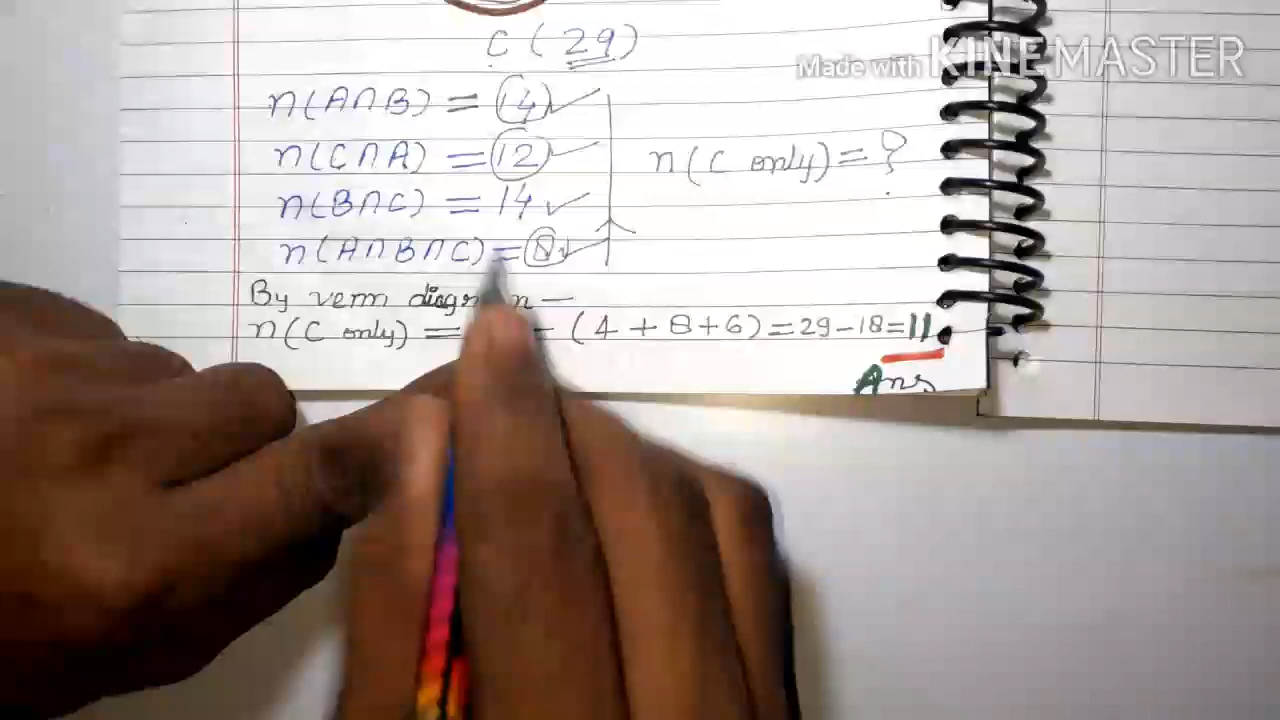 C (29)
Made with KINEMASTER
n(A∩B) = 14 ✓
n(C∩A) = 12 ✓
n(C only) = ?
n(B∩C) = 14 ✓
n(A∩B∩C) = 8 ✓
By venn —
n(C only) = - (4 + 8 + 6) = 29 - 18 = 11
Ans